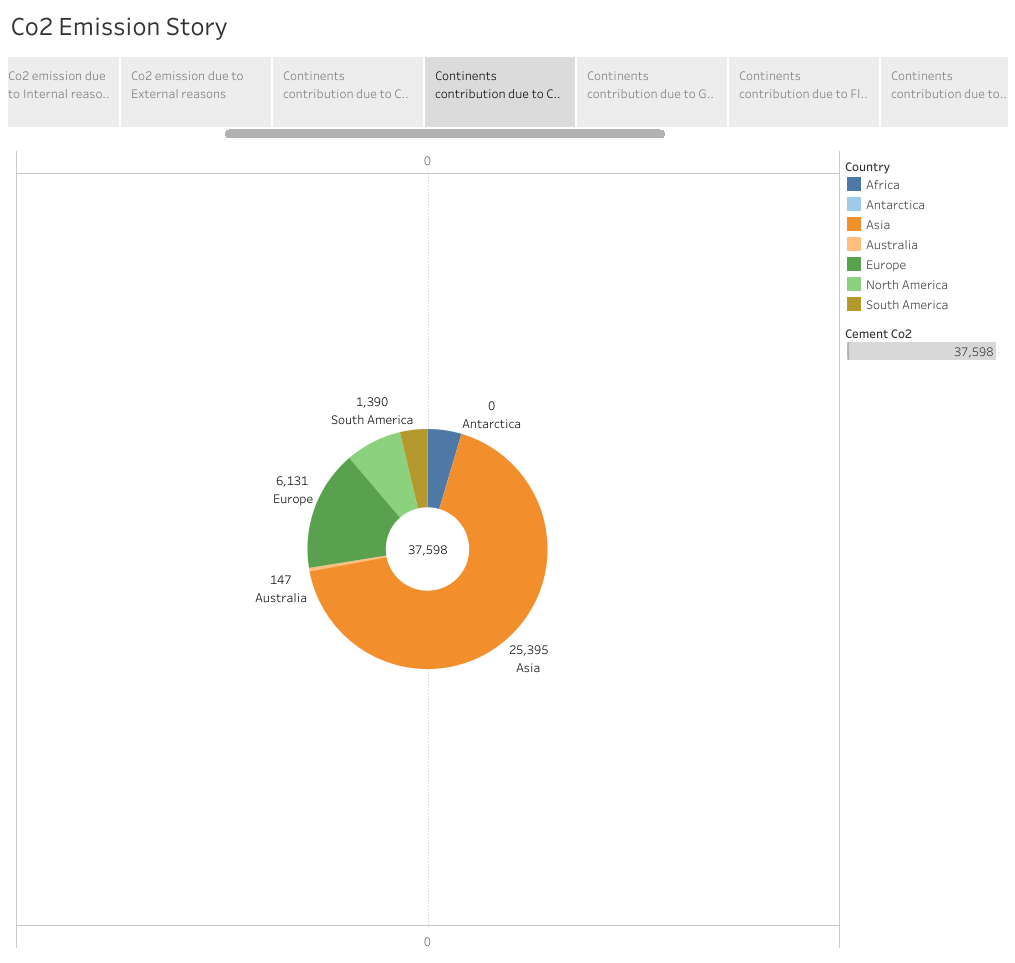 Co2 Emission Story
Co2 emission due
to Internal reaso..
Co2 emission due to
External reasons
Continents
contribution due to C..
Continents
contribution due to C..
Continents
contribution due to G..
Continents
contribution due to Fl..
Continents
contribution due to..
0
Country
Africa
Antarctica
Asia
Australia
Europe
North America
South America
Cement Co2
37,598
1,390
South America
0
Antarctica
6,131
Europe
37,598
147
Australia
25,395
Asia
0